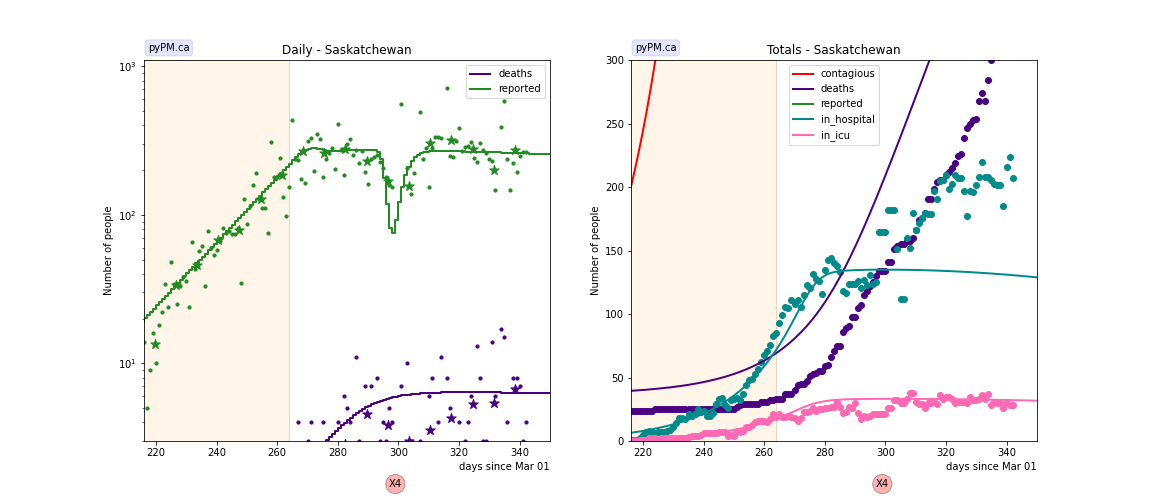 pyPM.ca
Daily - Saskatchewan
deaths
reported
10³
10²
10¹
Number of people
220 240 260 280 300 320 340
days since Mar 01
X4
pyPM.ca
Totals - Saskatchewan
contagious
deaths
reported
in_hospital
in_icu
300
250
200
150
100
50
0
Number of people
220 240 260 280 300 320 340
days since Mar 01
X4